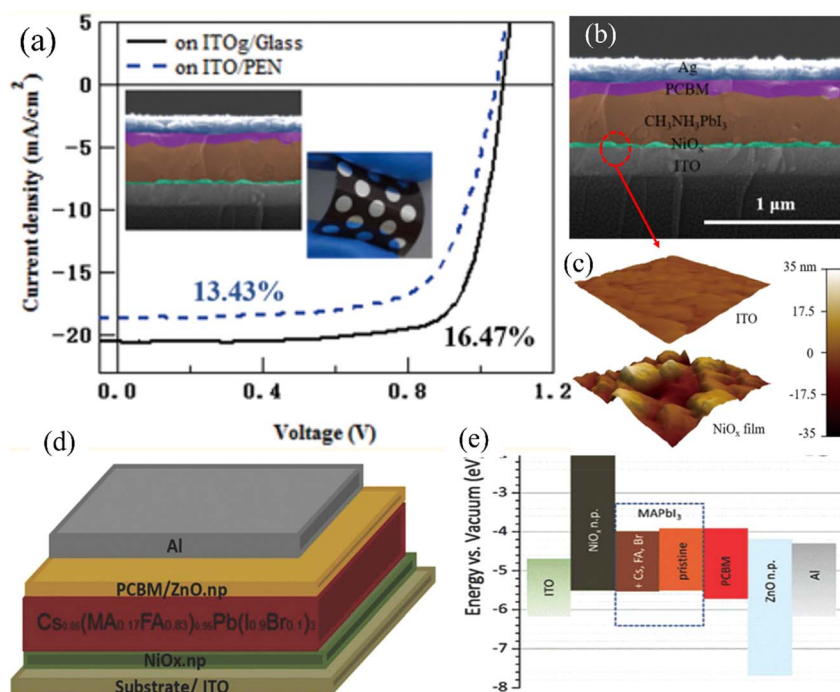 (a)
on ITOg/Glass
on ITO/PEN
Current density (mA/cm²)
5
0
-5
-10
-15
-20
13.43%
16.47%
0.0
0.4
0.8
1.2
Voltage (V)
(b)
Ag
PCBM
CH₃NH₃PbI₃
NiOₓ
ITO
1 µm
(c)
ITO
NiOₓ film
35 nm
17.5
0
-17.5
-35
(d)
Al
PCBM/ZnO.np
Cs₀.₀₅(MA₀.₁₇FA₀.₈₃)₀.₉₅Pb(I₀.₉Br₀.₁)₃
NiOx.np
Substrate/ ITO
(e)
Energy vs. Vacuum (eV)
-3
-4
-5
-6
-7
-8
MAPbI₃
ITO
NiOₓ n.p.
+ Cs, FA, Br
pristine
PCBM
ZnO n.p.
Al